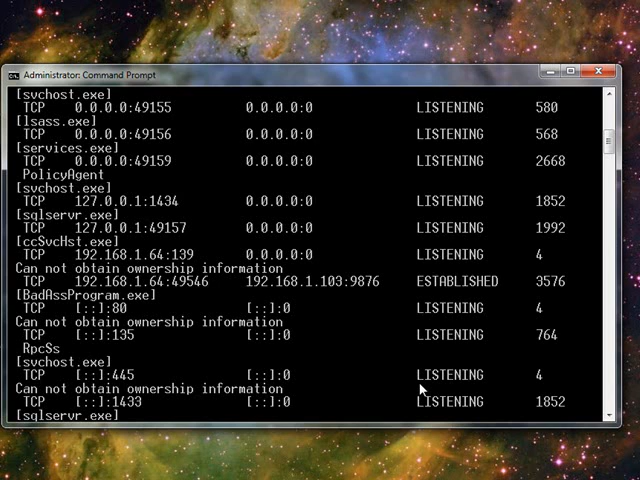 Administrator: Command Prompt
[svchost.exe]
TCP 0.0.0.0:49155 0.0.0.0:0 LISTENING 580
[lsass.exe]
TCP 0.0.0.0:49156 0.0.0.0:0 LISTENING 568
[services.exe]
TCP 0.0.0.0:49159 0.0.0.0:0 LISTENING 2668
PolicyAgent
[svchost.exe]
TCP 127.0.0.1:1434 0.0.0.0:0 LISTENING 1852
[sqlservr.exe]
TCP 127.0.0.1:49157 0.0.0.0:0 LISTENING 1992
[ccSvcHst.exe]
TCP 192.168.1.64:139 0.0.0.0:0 LISTENING 4
Can not obtain ownership information
TCP 192.168.1.64:49546 192.168.1.103:9876 ESTABLISHED 3576
[BadAssProgram.exe]
TCP [::]:80 [::]:0 LISTENING 4
Can not obtain ownership information
TCP [::]:135 [::]:0 LISTENING 764
RpcSs
[svchost.exe]
TCP [::]:445 [::]:0 LISTENING 4
Can not obtain ownership information
TCP [::]:1433 [::]:0 LISTENING 1852
[sqlservr.exe]